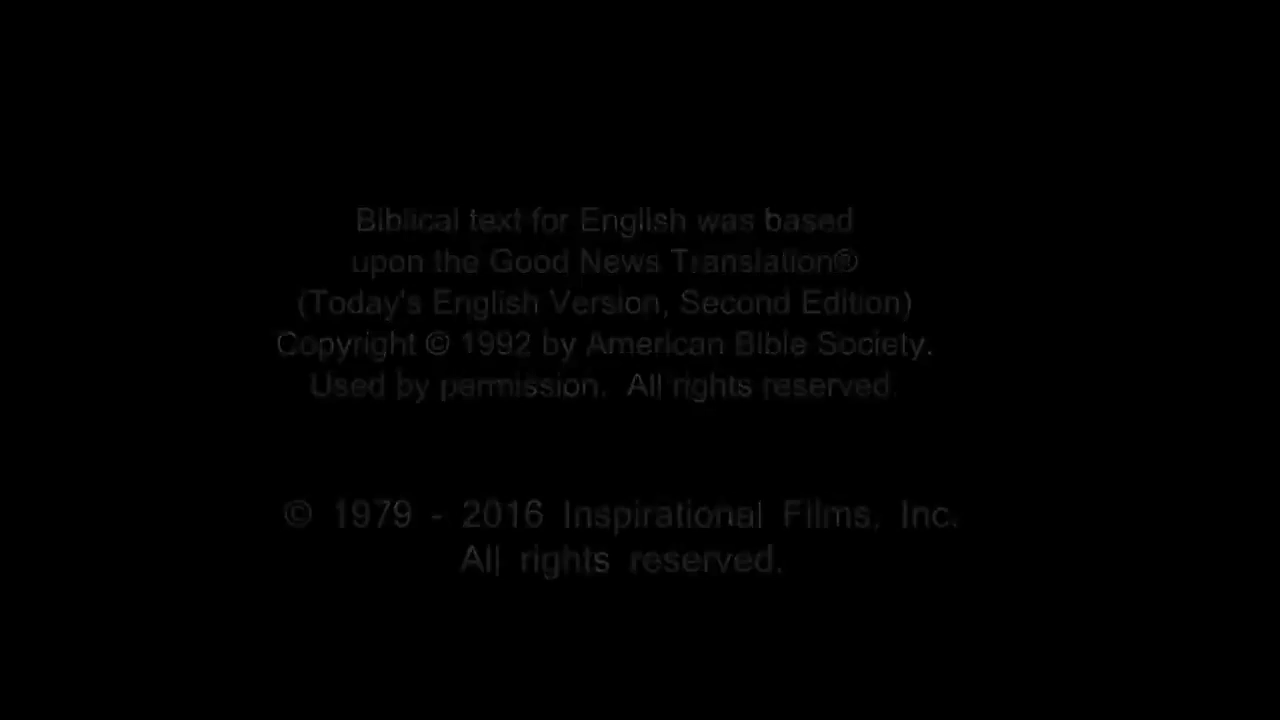 Biblical text for English was based
upon the Good News Translation®
(Today's English Version, Second Edition)
Copyright © 1992 by American Bible Society.
Used by permission.  All rights reserved.
© 1979 - 2016 Inspirational Films, Inc.
All rights reserved.